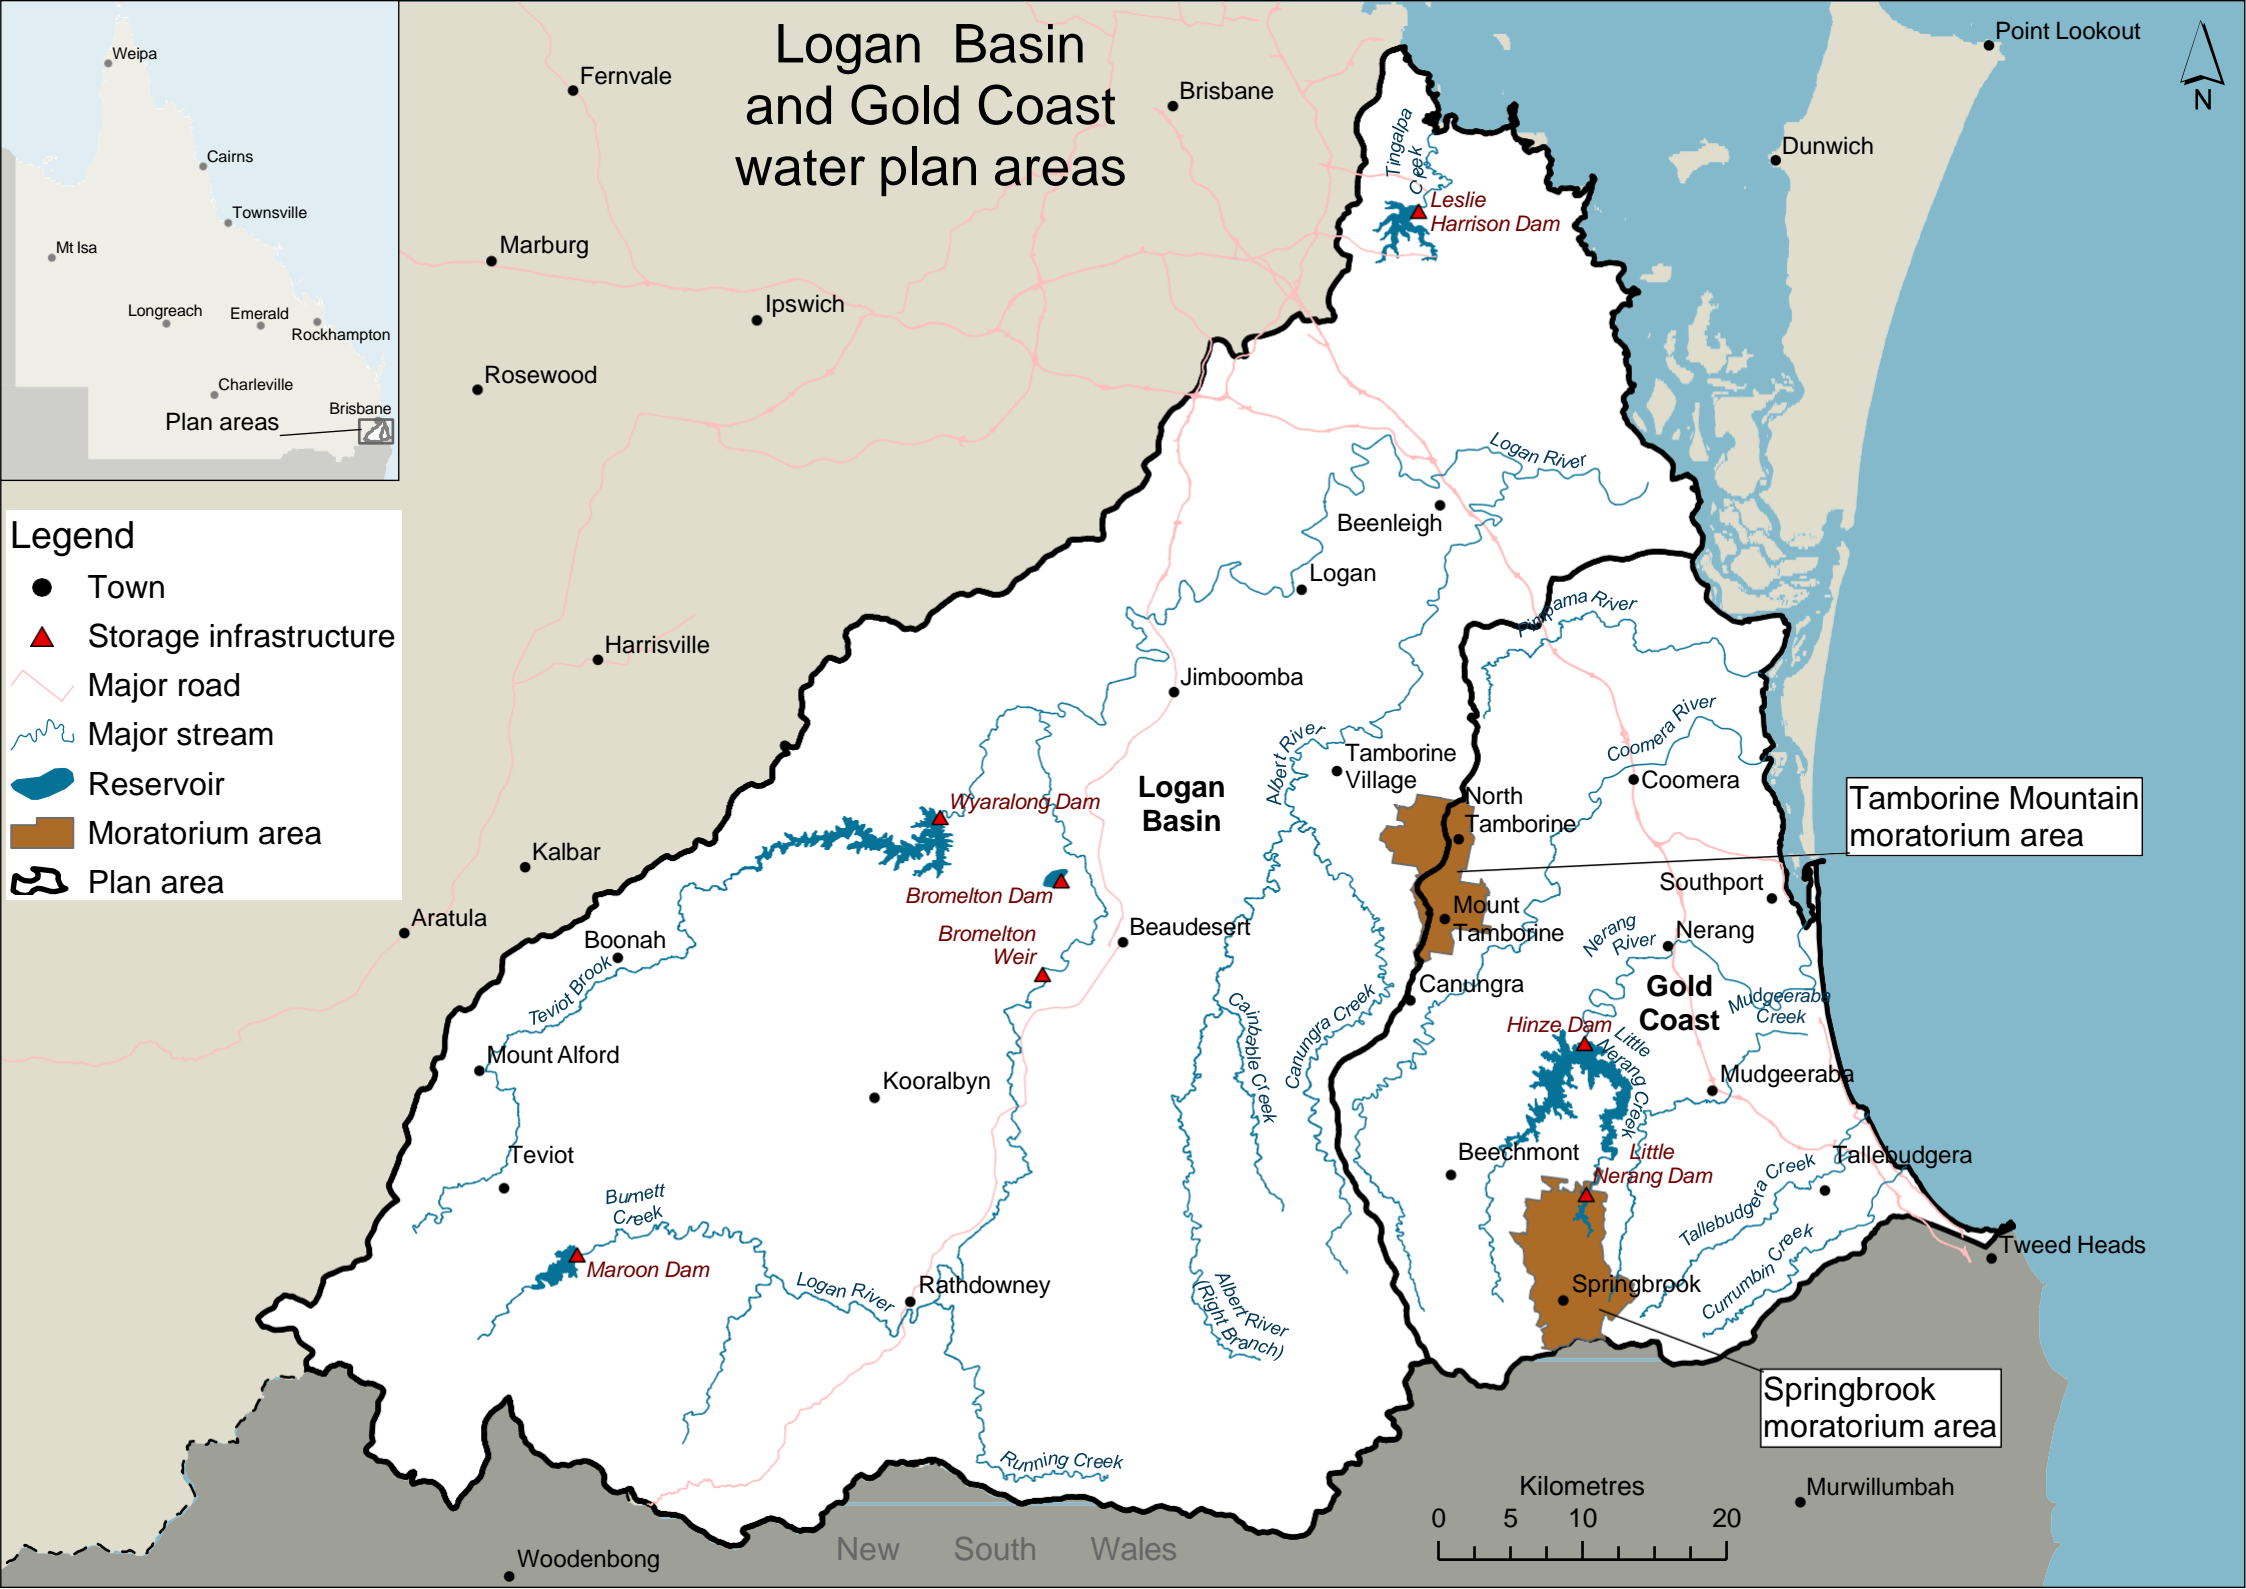 Logan Basin
and Gold Coast
water plan areas
Weipa
Cairns
Townsville
Mt Isa
Longreach
Emerald
Rockhampton
Charleville
Brisbane
Plan areas
Legend
Town
Storage infrastructure
Major road
Major stream
Reservoir
Moratorium area
Plan area
Fernvale
Brisbane
Point Lookout
N
Dunwich
Marburg
Ipswich
Rosewood
Tingalpa
Creek
Leslie
Harrison Dam
Logan River
Beenleigh
Logan
Harrisville
Pimpama River
Jimboomba
Coomera River
Albert River
Tamborine
Village
Coomera
Logan
Basin
North
Tamborine
Tamborine Mountain
moratorium area
Wyaralong Dam
Kalbar
Bromelton Dam
Southport
Aratula
Boonah
Bromelton
Weir
Beaudesert
Mount
Tamborine
Nerang
River
Nerang
Teviot Brook
Canungra
Gold
Coast
Mudgeeraba
Creek
Cainbable Creek
Canungra Creek
Hinze Dam
Little
Nerang Creek
Mount Alford
Kooralbyn
Mudgeeraba
Teviot
Beechmont
Little
Nerang Dam
Tallebudgera
Tallebudgera Creek
Burnett
Creek
Maroon Dam
Currumbin Creek
Tweed Heads
Logan River
Rathdowney
Albert River
(Right Branch)
Springbrook
Springbrook
moratorium area
Running Creek
Kilometres
0 5 10 20
Murwillumbah
New South Wales
Woodenbong